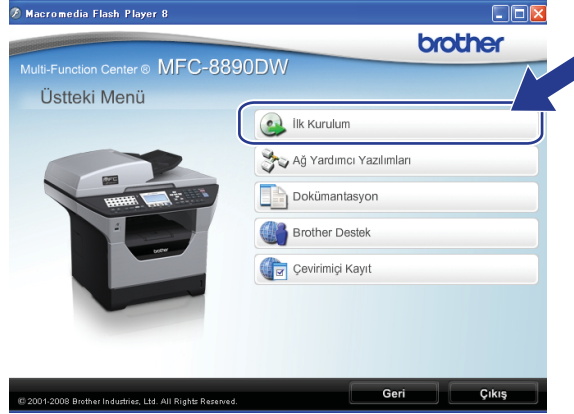 Macromedia Flash Player 8
brother
Multi-Function Center ® MFC-8890DW
Üstteki Menü
İlk Kurulum
Ağ Yardımcı Yazılımları
Dokümantasyon
Brother Destek
Çevirimiçi Kayıt
brother
© 2001-2008 Brother Industries, Ltd. All Rights Reserved.
Geri
Çıkış